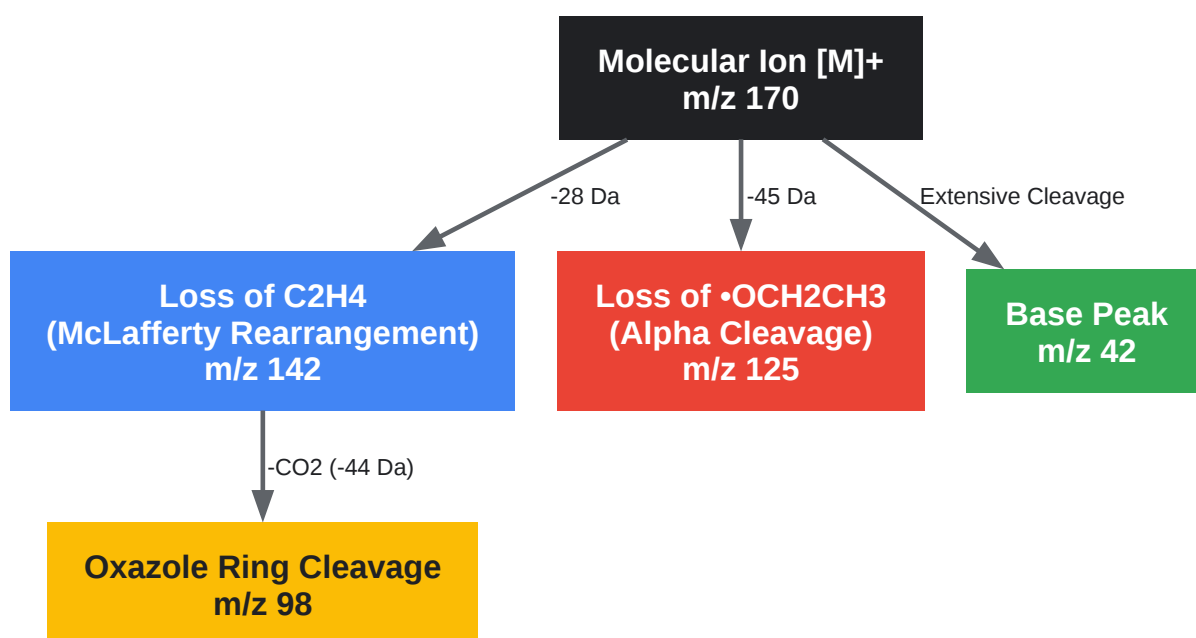 Molecular Ion [M]+
m/z 170
-28 Da
-45 Da
Extensive Cleavage
Loss of C2H4
(McLafferty Rearrangement)
m/z 142
Loss of •OCH2CH3
(Alpha Cleavage)
m/z 125
Base Peak
m/z 42
-CO2 (-44 Da)
Oxazole Ring Cleavage
m/z 98